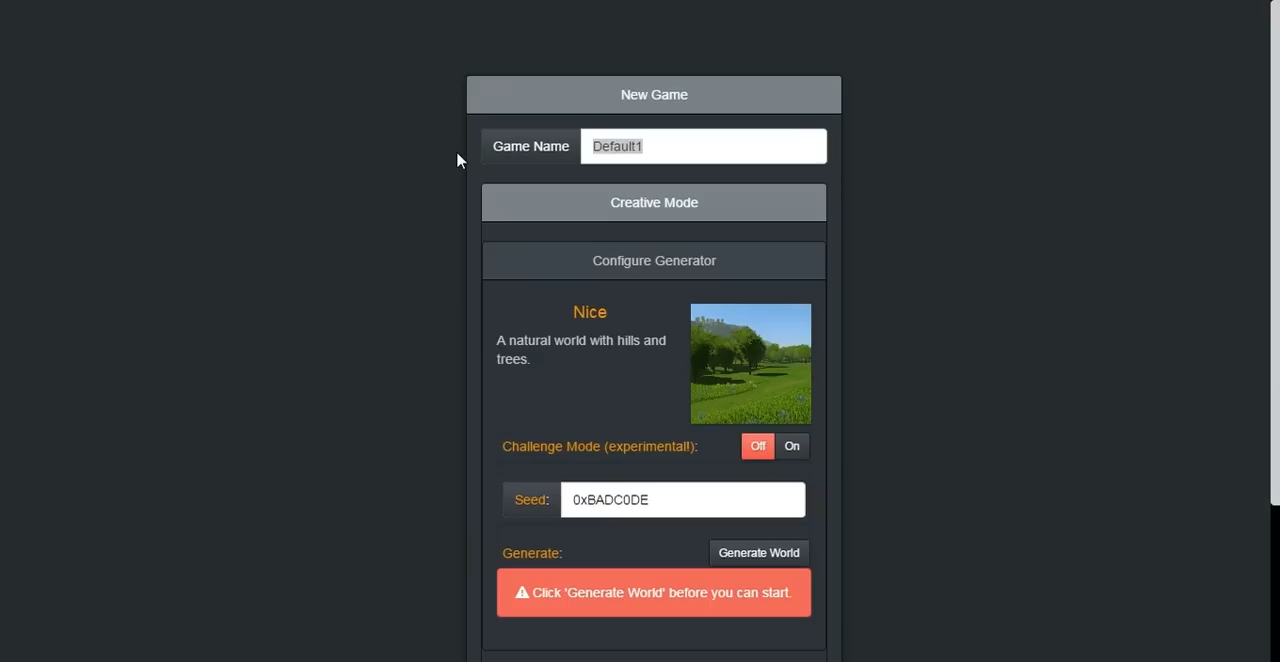 New Game
Game Name Default1
Creative Mode
Configure Generator
Nice
A natural world with hills and
trees.
Challenge Mode (experimental!): Off On
Seed: 0xBADC0DE
Generate: Generate World
Click 'Generate World' before you can start.